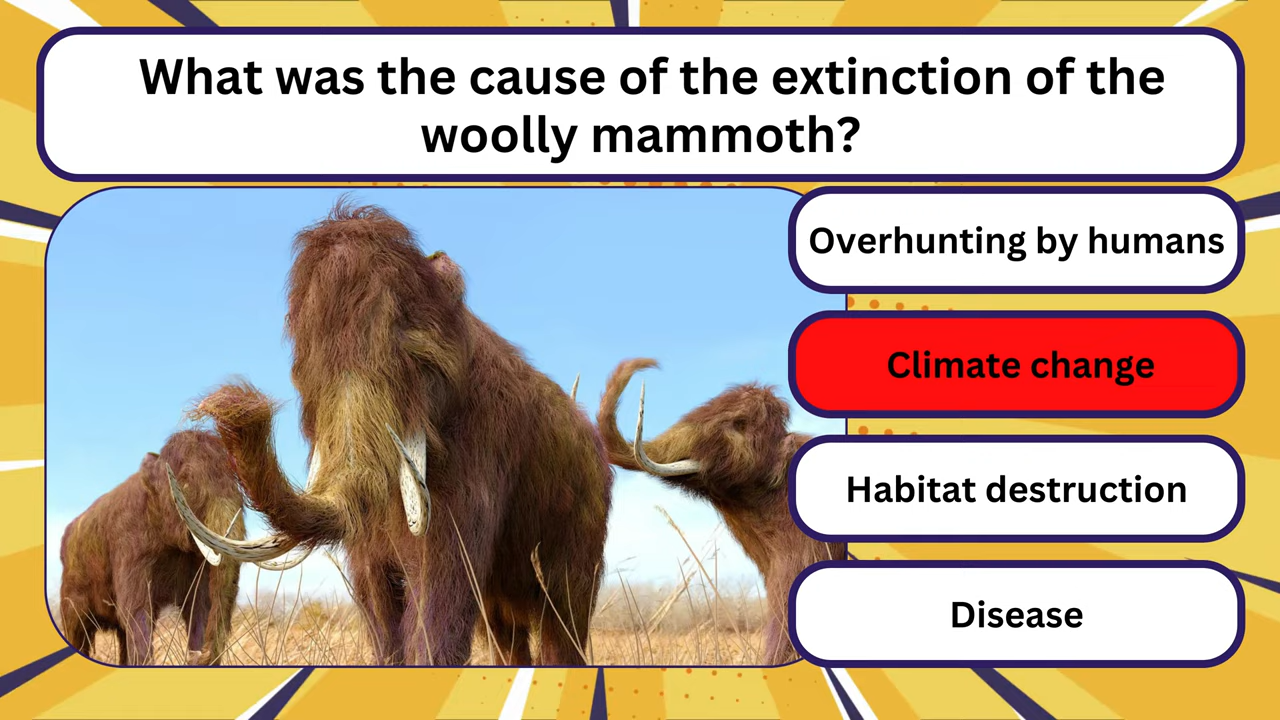 What was the cause of the extinction of the
woolly mammoth?
Overhunting by humans
Climate change
Habitat destruction
Disease